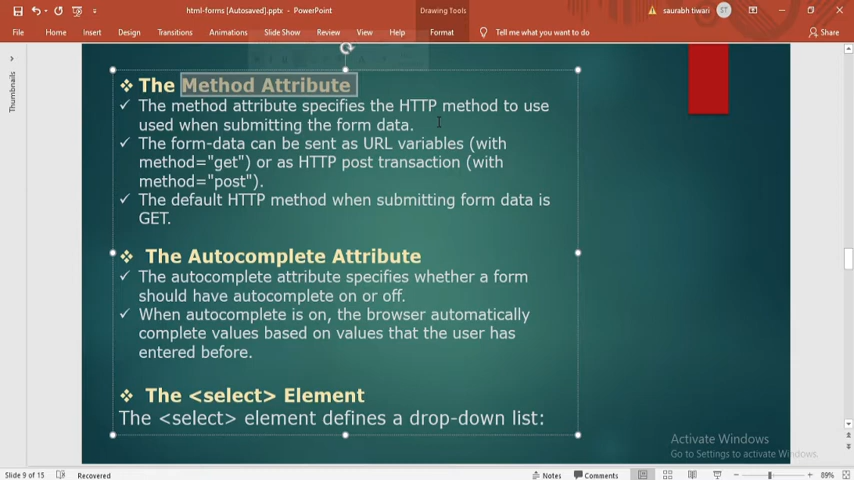 html-forms [Autosaved].pptx - PowerPoint
Drawing Tools
saurabh tiwari
ST
File Home Insert Design Transitions Animations Slide Show Review View Help Format Tell me what you want to do Share
Thumbnails
The Method Attribute
The method attribute specifies the HTTP method to use
used when submitting the form data.
The form-data can be sent as URL variables (with
method="get") or as HTTP post transaction (with
method="post").
The default HTTP method when submitting form data is
GET.
The Autocomplete Attribute
The autocomplete attribute specifies whether a form
should have autocomplete on or off.
When autocomplete is on, the browser automatically
complete values based on values that the user has
entered before.
The <select> Element
The <select> element defines a drop-down list:
Activate Windows
Go to Settings to activate Windows.
Slide 9 of 15 Recovered Notes Comments 89%